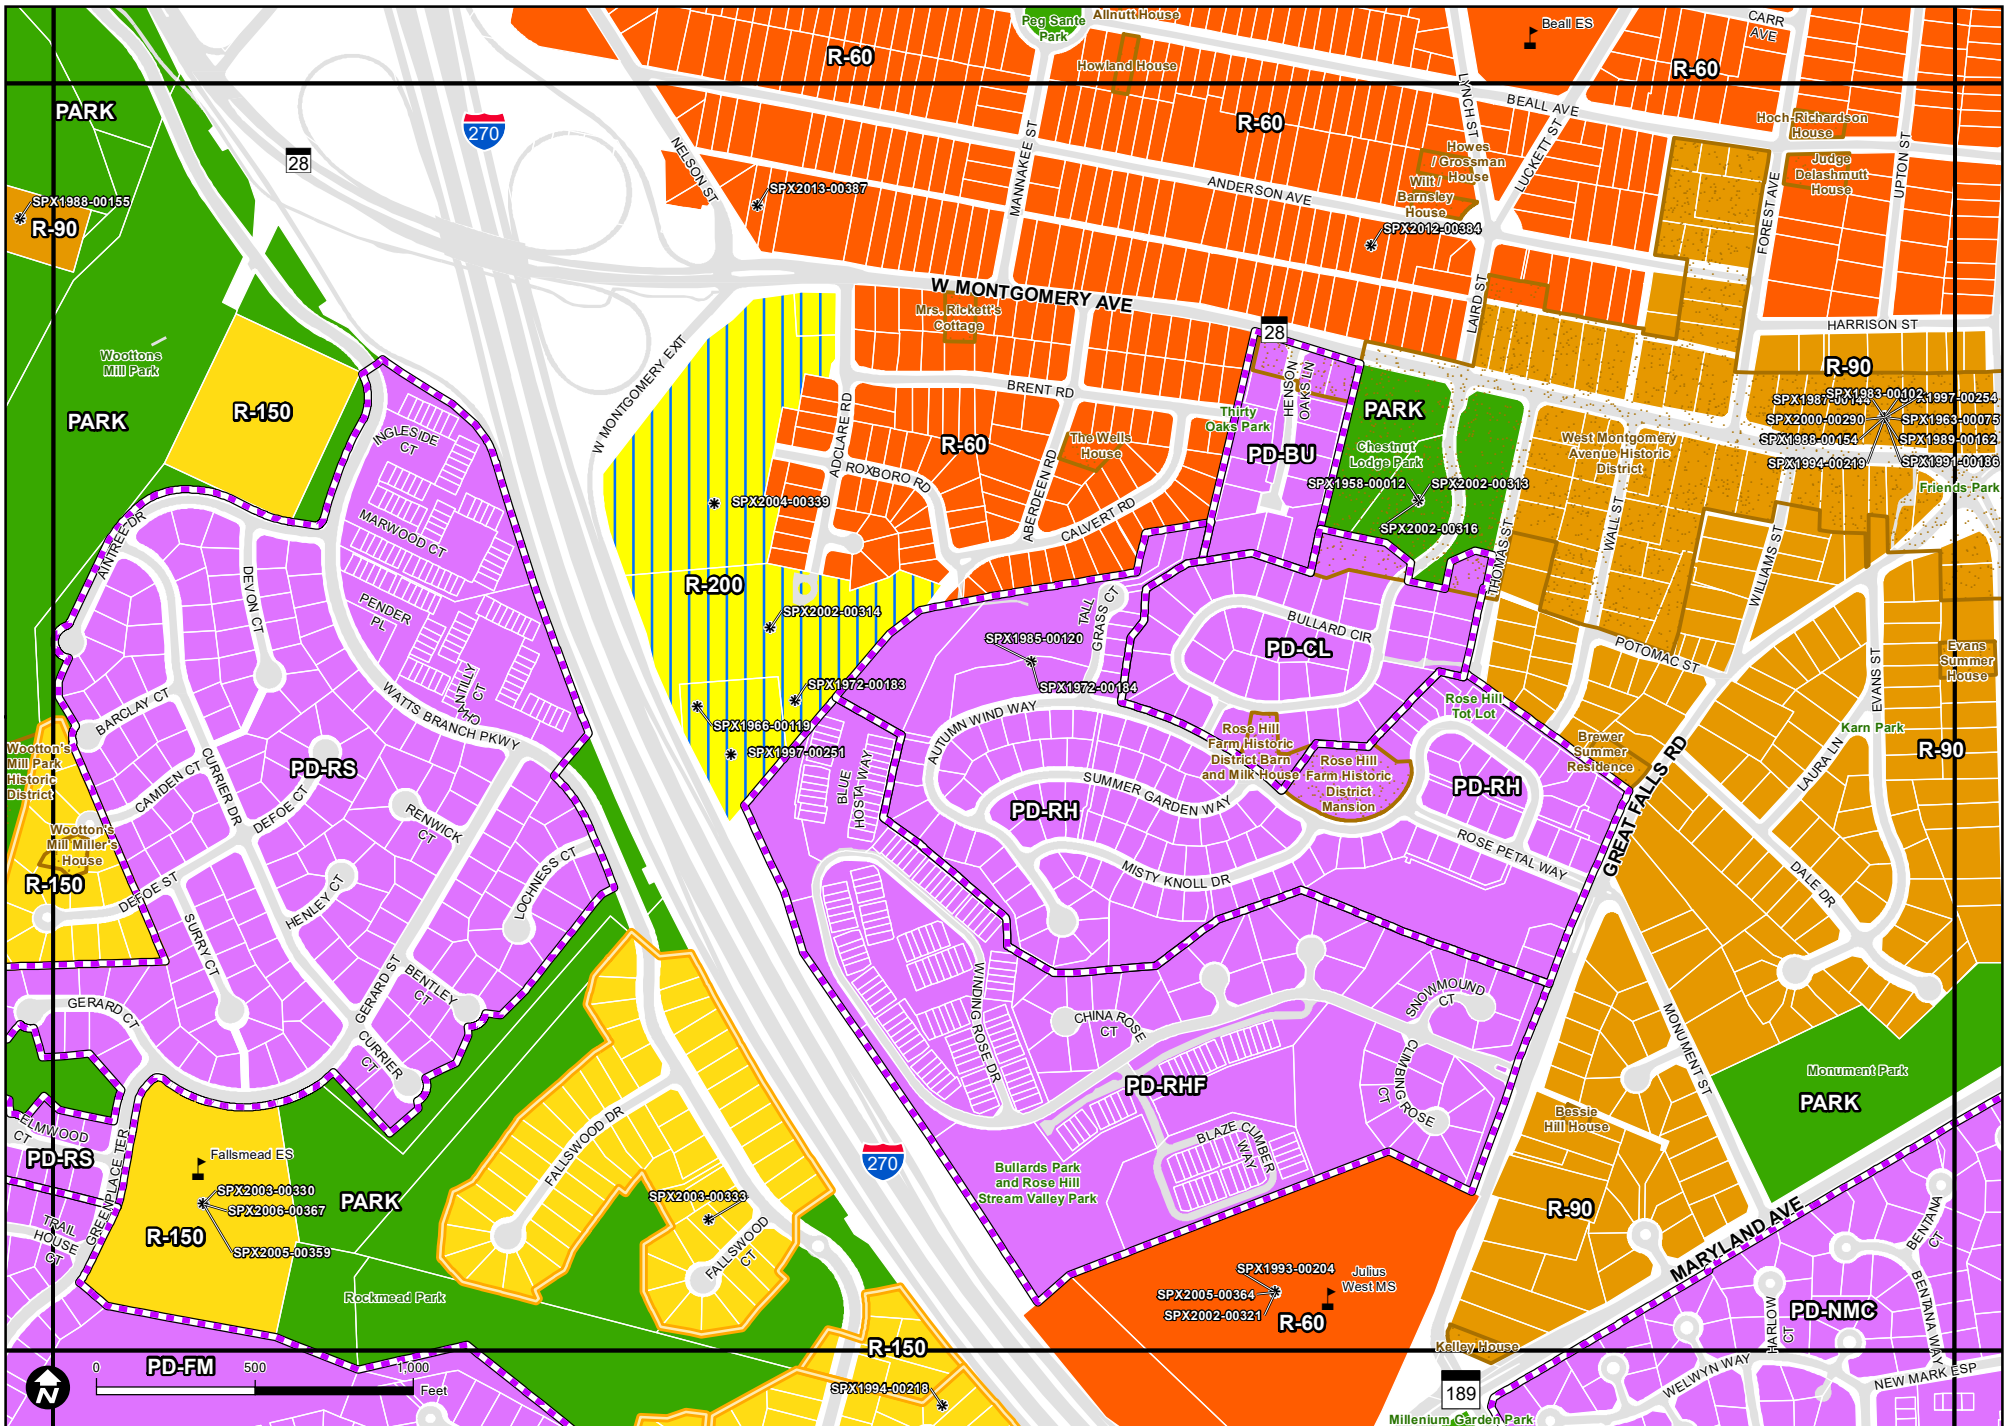 Peg Sante
Park
Allnutt House
Beall ES
CARR
AVE
R-60
Howland House
R-60
PARK
270
28
NELSON ST
MANNAKEE ST
R-60
LYNCH ST
BEALL AVE
LUCKETT ST
Hoch-Richardson
House
Howes
/ Grossman
House
Wilt /
Barnsley
House
Judge
Delashmutt
House
UPTON ST
FOREST AVE
SPX1988-00155
R-90
SPX2013-00387
ANDERSON AVE
SPX2012-00384
W MONTGOMERY AVE
Mrs. Rickett's
Cottage
LAIRD ST
28
HARRISON ST
Woottons
Mill Park
W MONTGOMERY EXIT
BRENT RD
HENSON
OAKS LN
R-90
PARK
R-150
INGLESIDE
CT
ADCLARE RD
R-60
The Wells
House
Thirty
Oaks Park
PARK
SPX1983-00102
SPX1987-00144
SPX1997-00254
SPX2000-00290
SPX1963-00075
SPX1988-00154
SPX1989-00162
SPX1994-00219
SPX1991-00186
West Montgomery
Avenue Historic
District
Chestnut
Lodge Park
PD-BU
ROXBORO RD
ABERDEEN RD
CALVERT RD
SPX1958-00012
SPX2002-00313
SPX2002-00316
Friends Park
SPX2004-00339
MARWOOD CT
AINTREE DR
DEVON CT
PENDER
PL
R-200
SPX2002-00314
TALL
GRASS CT
THOMAS ST
WALL ST
WILLIAMS ST
BULLARD CIR
PD-CL
SPX1985-00120
SPX1972-00184
POTOMAC ST
EVANS ST
Evans
Summer
House
CHANTILLY
CT
SPX1972-00183
SPX1966-00119
SPX1997-00251
BARCLAY CT
WATTS BRANCH PKWY
AUTUMN WIND WAY
Rose Hill
Tot Lot
Karn Park
R-90
Wootton's
Mill Park
Historic
District
CURRIER DR
CAMDEN CT
DEFOE CT
PD-RS
RENWICK
CT
BLUE
HOSTA WAY
Rose Hill
Farm Historic
District Barn
and Milk House
Rose Hill
Farm Historic
District
Mansion
Brewer
Summer
Residence
SUMMER GARDEN WAY
PD-RH
PD-RH
LAURA LN
GREAT FALLS RD
Wootton's
Mill Miller's
House
R-150
DEFOE ST
HENLEY CT
LOCHNESS CT
MISTY KNOLL DR
ROSE PETAL WAY
DALE DR
SURRY CT
GERARD ST
BENTLEY
CT
WINDING ROSE DR
GERARD CT
CURRIER
CT
CHINA ROSE
CT
SNOWMOUND
CT
CLIMBING ROSE
CT
MONUMENT ST
PD-RHF
Monument Park
PARK
Bessie
Hill House
ELMWOOD
CT
PD-RS
GREENPLACE TER
Fallsmead ES
FALLSWOOD DR
270
BLAZE CLIMBER
WAY
Bullards Park
and Rose Hill
Stream Valley Park
SPX2003-00330
SPX2006-00367
SPX2005-00359
PARK
SPX2003-00333
FALLSWOOD
CT
R-150
TRAIL
HOUSE
CT
R-90
MARYLAND AVE
BENTANA
CT
SPX1993-00204
SPX2005-00364
SPX2002-00321
Julius
West MS
R-60
Rockmead Park
BENTANA WAY
HARLOW
CT
PD-NMC
R-150
Kelley House
PD-FM
0 500 1,000
Feet
N
SPX1994-00218
189
WELWYN WAY
NEW MARK ESP
Millenium Garden Park